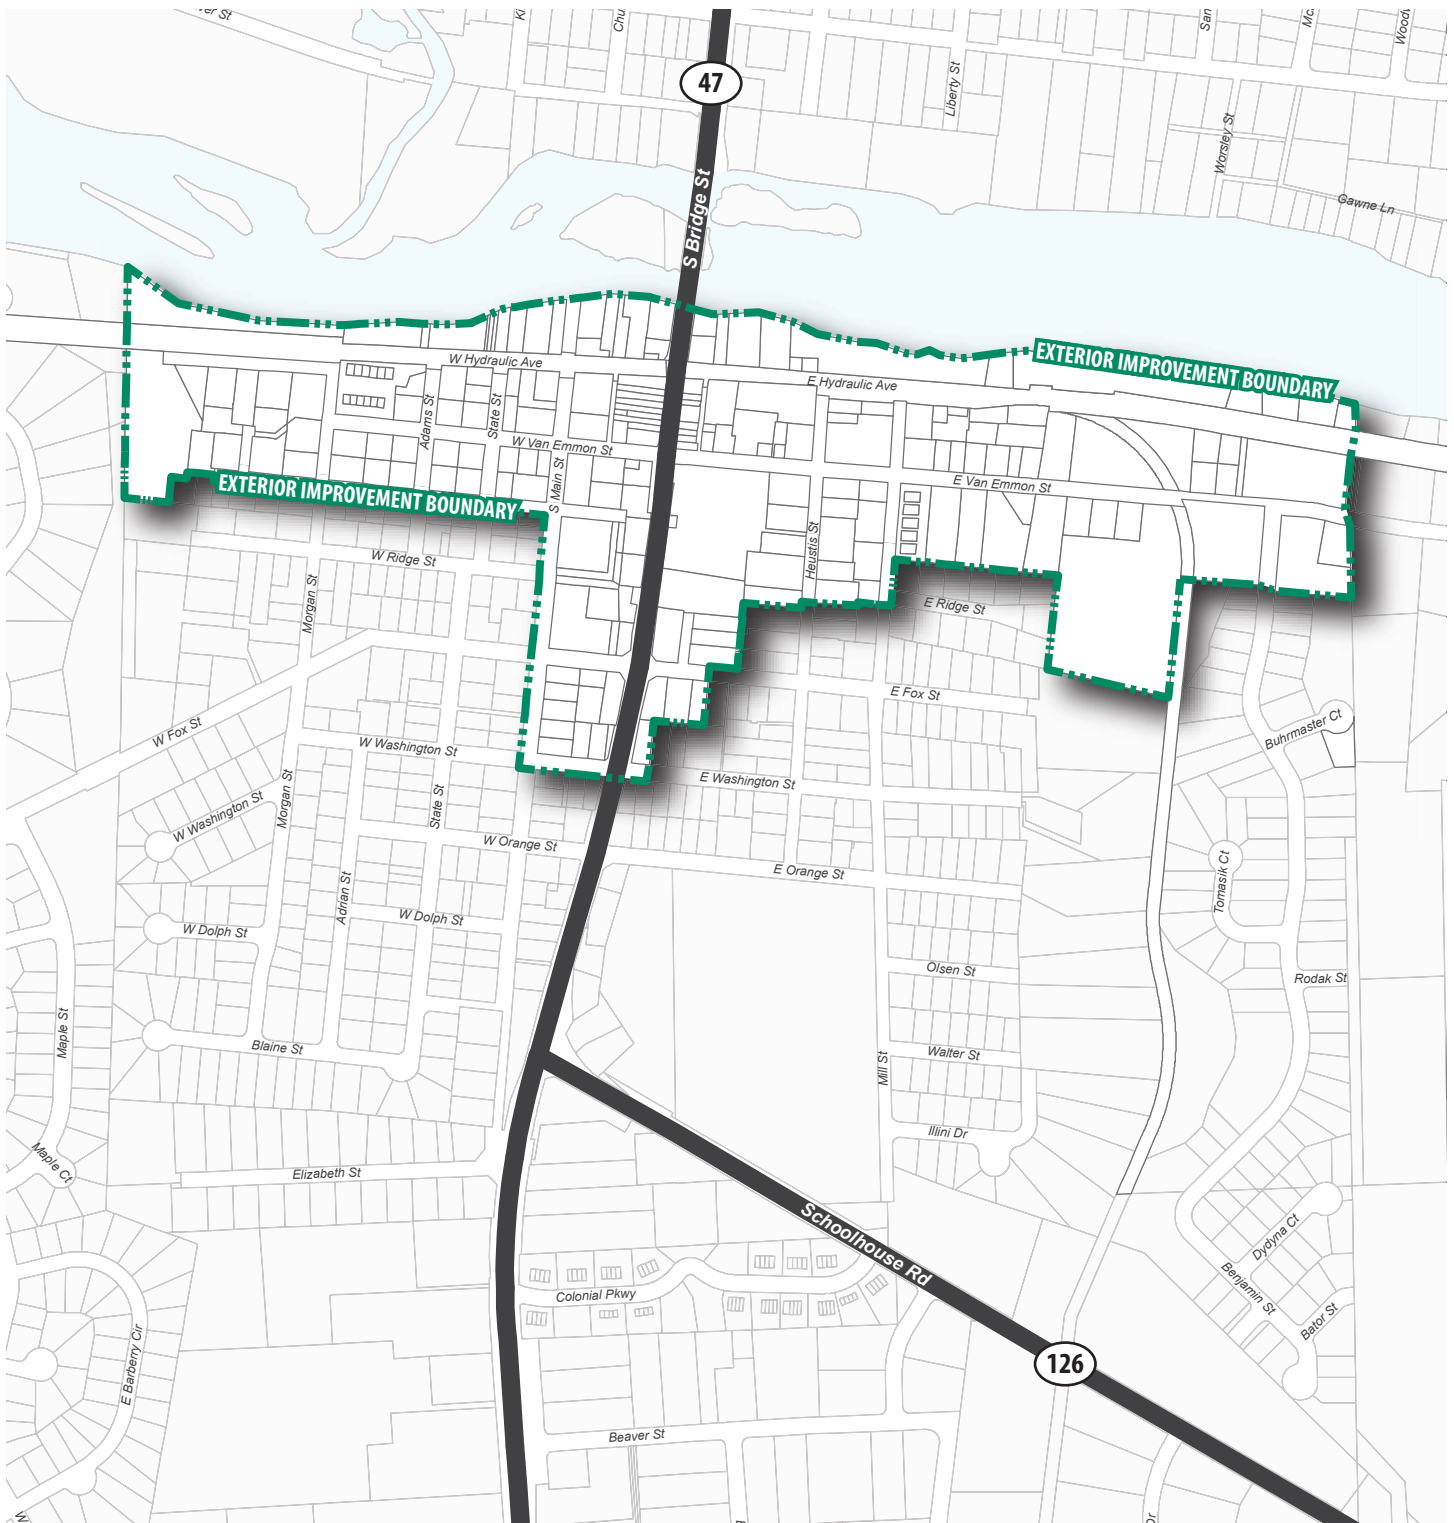 47
Liberty St
Worsley St
Gawne Ln
S Bridge St
EXTERIOR IMPROVEMENT BOUNDARY
W Hydraulic Ave
E Hydraulic Ave
Adams St
State St
W Van Emmon St
S Main St
E Van Emmon St
EXTERIOR IMPROVEMENT BOUNDARY
W Ridge St
Heustis St
Morgan St
E Ridge St
E Fox St
W Fox St
Buhrmaster Ct
W Washington St
E Washington St
W Washington St
Morgan St
State St
W Orange St
E Orange St
Tomasik Ct
Adrian St
W Dolph St
W Dolph St
Olsen St
Rodak St
Maple St
Blaine St
Walter St
Mill St
Illini Dr
Maple Ct
Elizabeth St
Schoolhouse Rd
Dydyna Ct
Benjamin St
Bator St
Colonial Pkwy
E Barberry Cir
126
Beaver St